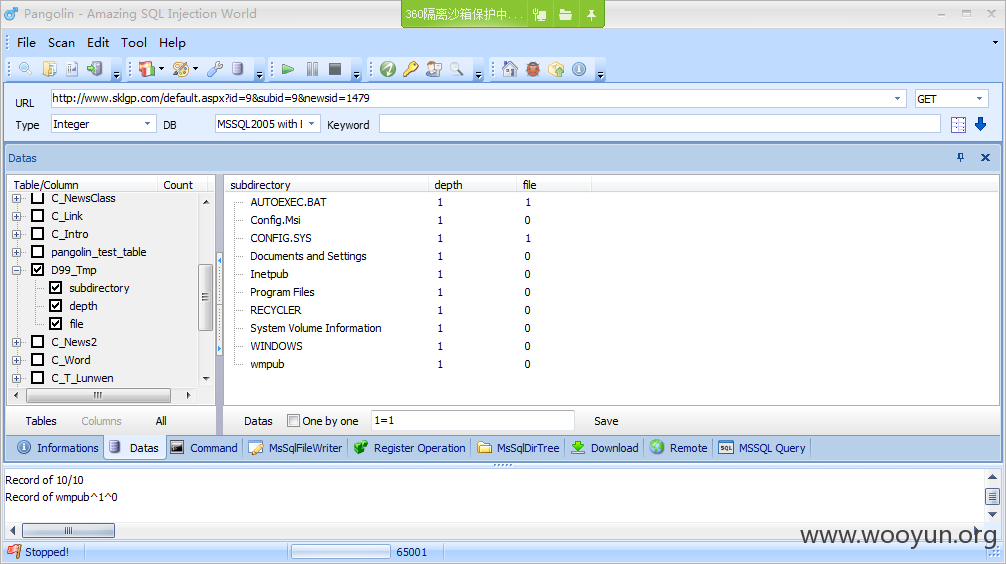 Pangolin - Amazing SQL Injection World
360隔离沙箱保护中...
File Scan Edit Tool Help
URL http://www.sklgp.com/default.aspx?id=9&subid=9&newsid=1479 GET
Type Integer DB MSSQL2005 with I Keyword
Datas
Table/Column Count
C_NewsClass
C_Link
C_Intro
pangolin_test_table
D99_Tmp
subdirectory
depth
file
C_News2
C_Word
C_T_Lunwen
subdirectory depth file
AUTOEXEC.BAT 1 1
Config.Msi 1 0
CONFIG.SYS 1 1
Documents and Settings 1 0
Inetpub 1 0
Program Files 1 0
RECYCLER 1 0
System Volume Information 1 0
WINDOWS 1 0
wmpub 1 0
Tables Columns All
Datas One by one 1=1 Save
Informations Datas Command MsSqlFileWriter Register Operation MsSqlDirTree Download Remote MSSQL Query
Record of 10/10
Record of wmpub^1^0
www.wooyun.org
Stopped! 65001